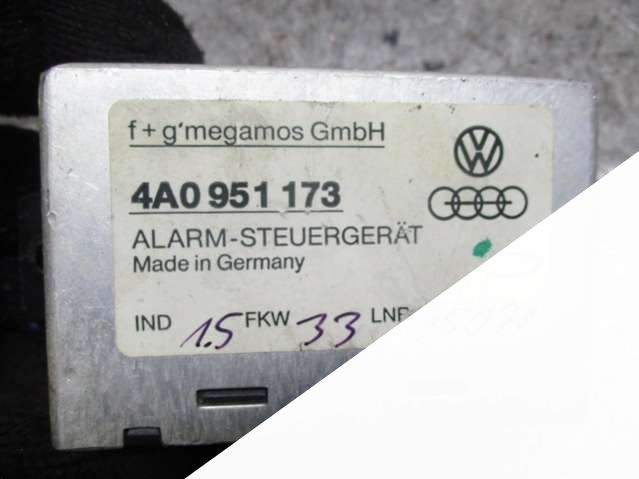 f + g'megamos GmbH
4A0 951 173
ALARM-STEUERGERÄT
Made in Germany
IND 1.5 FKW 33